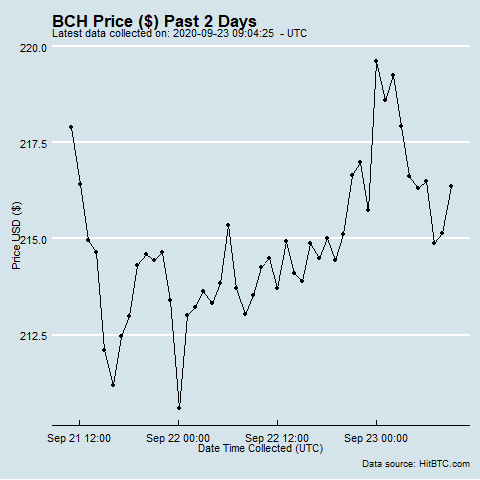 BCH Price ($) Past 2 Days
Latest data collected on: 2020-09-23 09:04:25 - UTC
220.0
217.5
215.0
212.5
Price USD ($)
Sep 21 12:00 Sep 22 00:00 Sep 22 12:00 Sep 23 00:00
Date Time Collected (UTC)
Data source: HitBTC.com